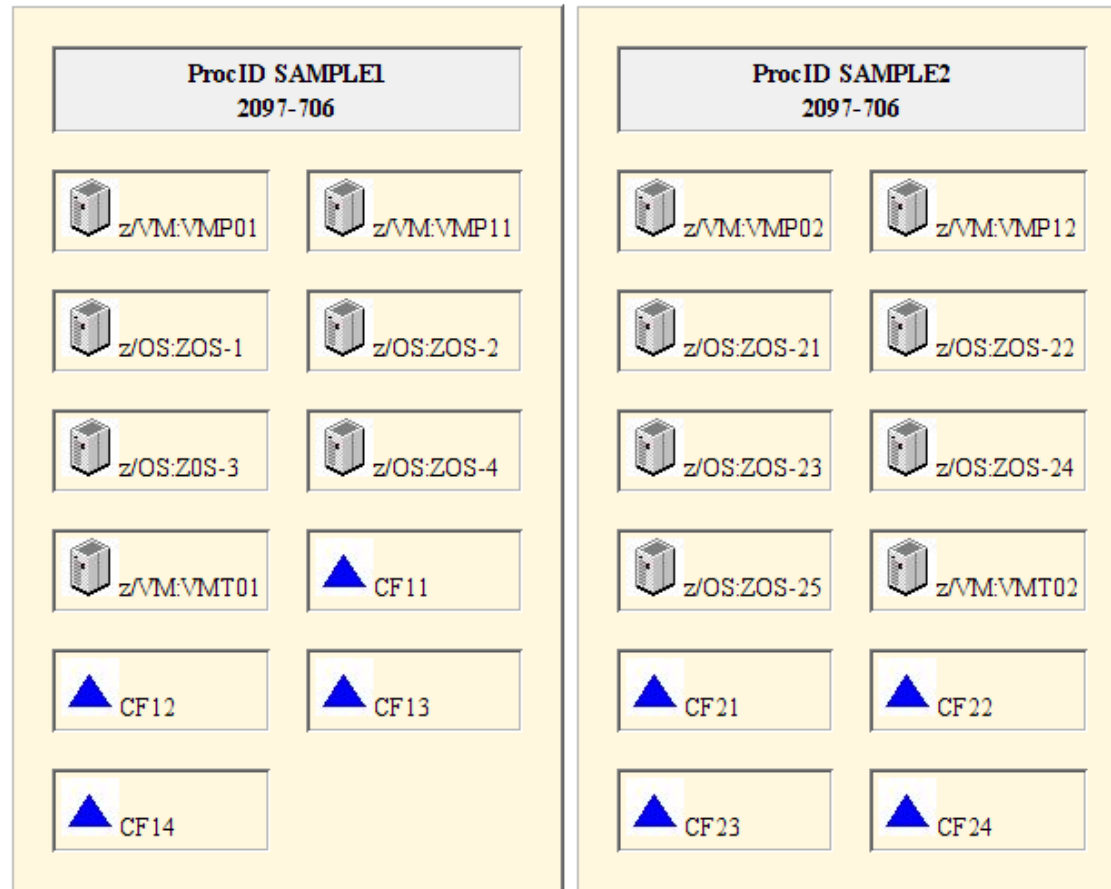 ProcID SAMPLE1
2097-706
z/VM:VMP01
z/VM:VMP11
z/OS:ZOS-1
z/OS:ZOS-2
z/OS:Z0S-3
z/OS:ZOS-4
z/VM:VMT01
CF11
CF12
CF13
CF14
ProcID SAMPLE2
2097-706
z/VM:VMP02
z/VM:VMP12
z/OS:ZOS-21
z/OS:ZOS-22
z/OS:ZOS-23
z/OS:ZOS-24
z/OS:ZOS-25
z/VM:VMT02
CF21
CF22
CF23
CF24